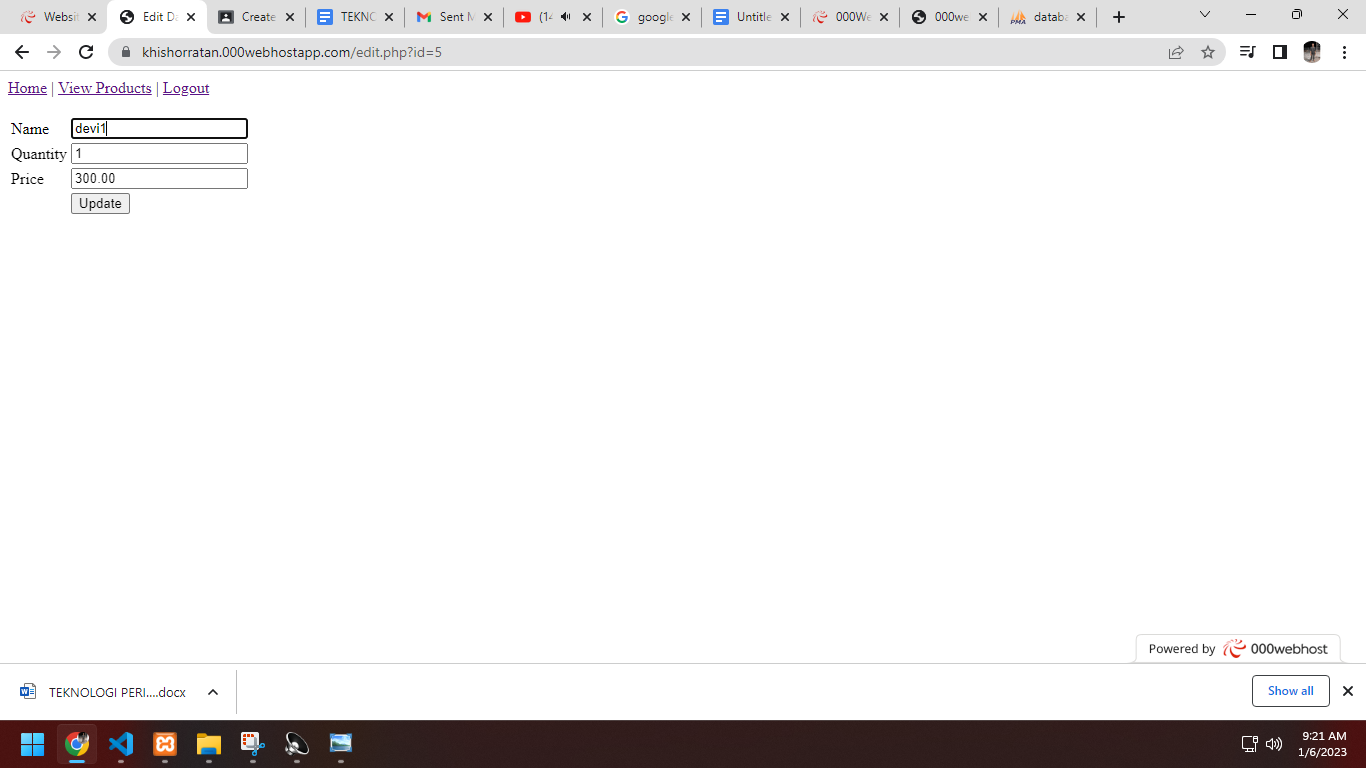 Websit
Edit Da
Create
TEKNO
Sent M
(14
google
Untitle
000We
000we
databa
khishorratan.000webhostapp.com/edit.php?id=5
Home | View Products | Logout
Name devi1
Quantity 1
Price 300.00
Update
Powered by 000webhost
TEKNOLOGI PERI....docx
Show all
9:21 AM
1/6/2023